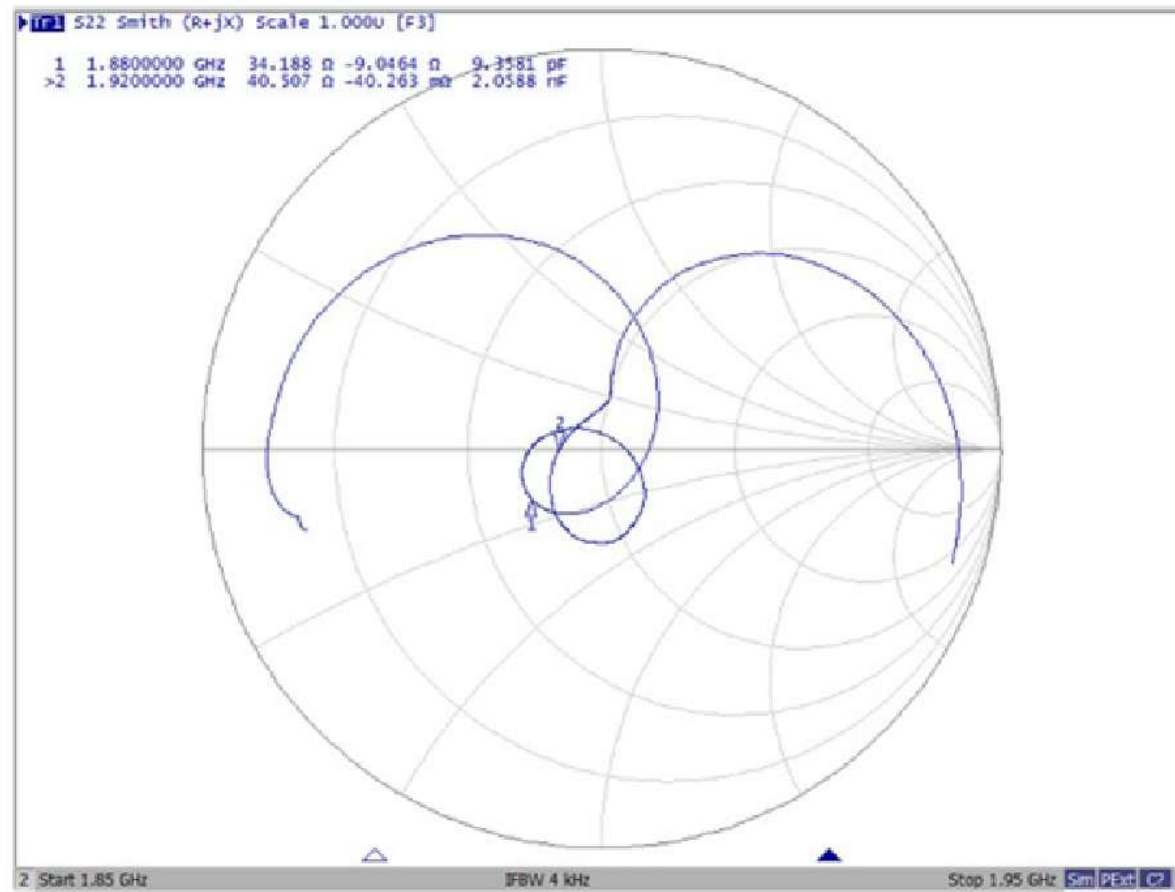 Tr1 S22 Smith (R+jX) Scale 1.000U [F3]
1 1.8800000 GHz 34.188 Ω -9.0464 Ω 9.3581 pF
>2 1.9200000 GHz 40.507 Ω -40.263 mΩ 2.0588 nF
2
1
2 Start 1.85 GHz IFBW 4 kHz Stop 1.95 GHz Sim PExt C2